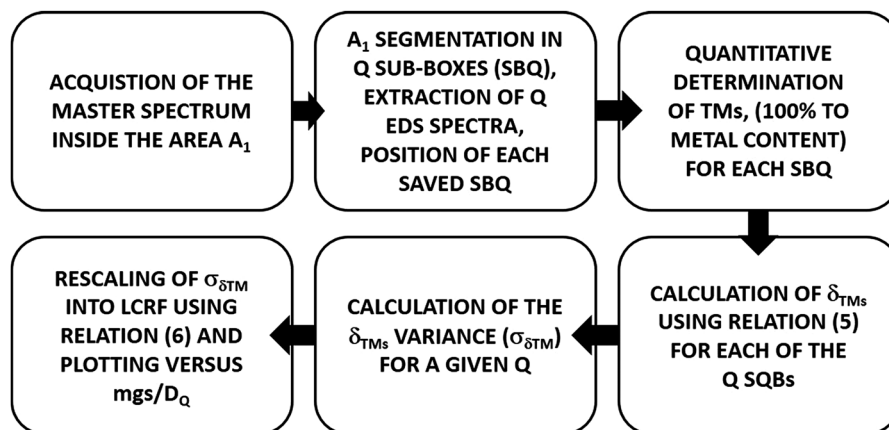 ACQUISTION OF THE
MASTER SPECTRUM
INSIDE THE AREA A₁
A₁ SEGMENTATION IN
Q SUB-BOXES (SBQ),
EXTRACTION OF Q
EDS SPECTRA,
POSITION OF EACH
SAVED SBQ
QUANTITATIVE
DETERMINATION
OF TMs, (100% TO
METAL CONTENT)
FOR EACH SBQ
CALCULATION OF δTMs
USING RELATION (5)
FOR EACH OF THE
Q SQBs
CALCULATION OF THE
δTMs VARIANCE (σδTM)
FOR A GIVEN Q
RESCALING OF σδTM
INTO LCRF USING
RELATION (6) AND
PLOTTING VERSUS
mgs/DQ